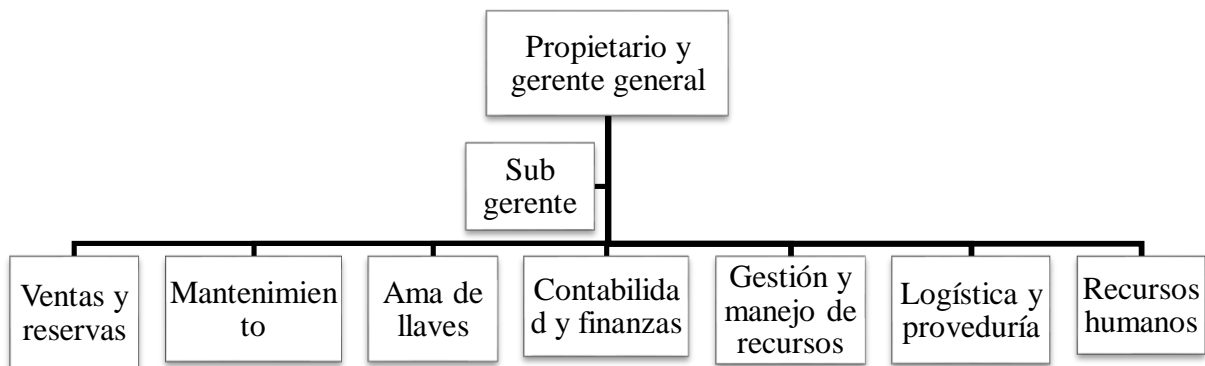 Propietario y
gerente general
Sub
gerente
Ventas y
reservas
Mantenimien
to
Ama de
llaves
Contabilida
d y finanzas
Gestión y
manejo de
recursos
Logística y
proveduría
Recursos
humanos